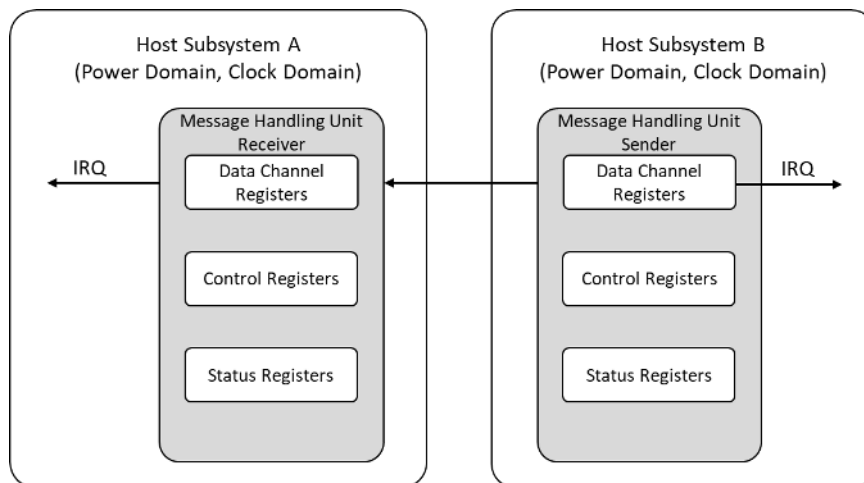 Host Subsystem A
(Power Domain, Clock Domain)
Message Handling Unit
Receiver
IRQ
Data Channel
Registers
Control Registers
Status Registers
Host Subsystem B
(Power Domain, Clock Domain)
Message Handling Unit
Sender
Data Channel
Registers
IRQ
Control Registers
Status Registers